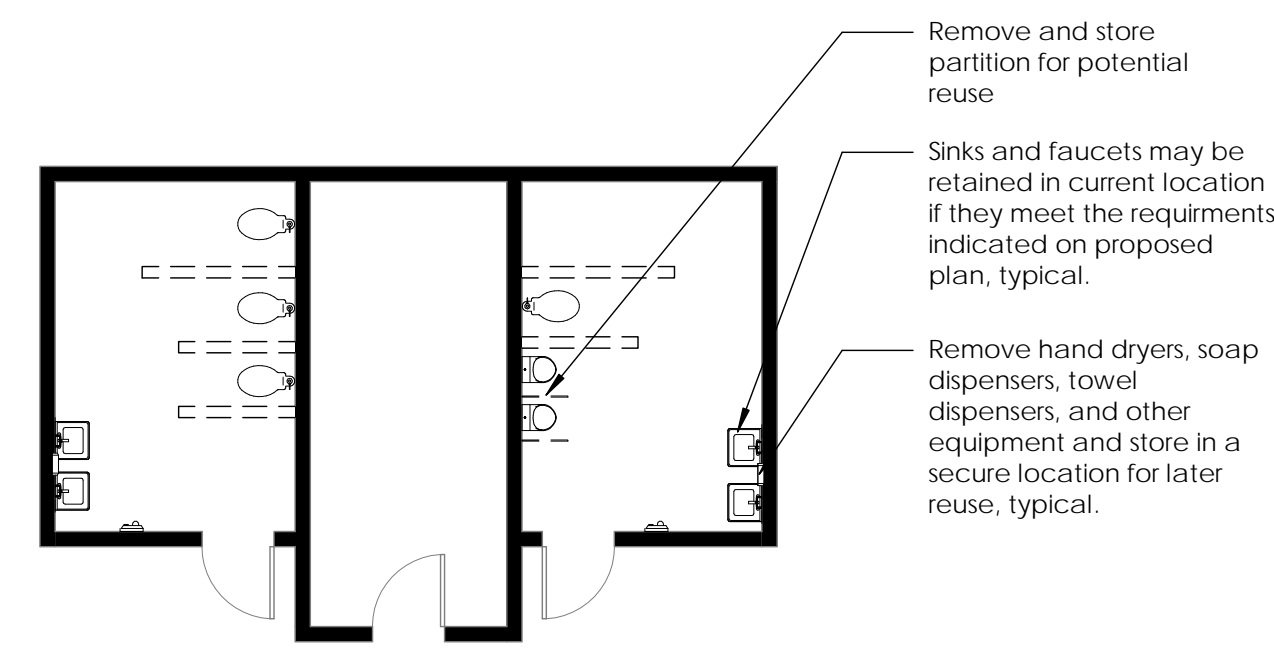 Remove and store
partition for potential
reuse
Sinks and faucets may be
retained in current location
if they meet the requirments
indicated on proposed
plan, typical.
Remove hand dryers, soap
dispensers, towel
dispensers, and other
equipment and store in a
secure location for later
reuse, typical.